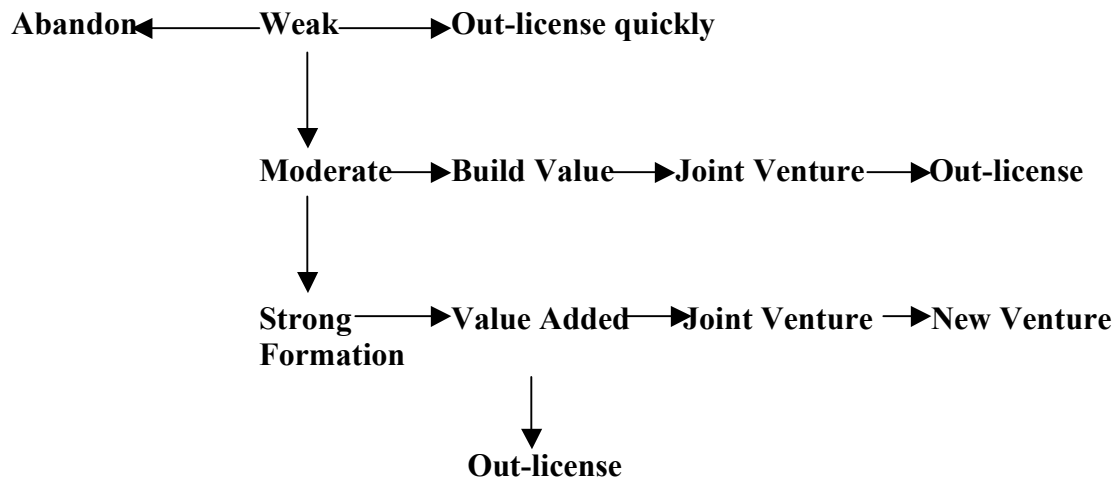 Abandon Weak Out-license quickly
Moderate Build Value Joint Venture Out-license
Strong Value Added Joint Venture New Venture
Formation
Out-license